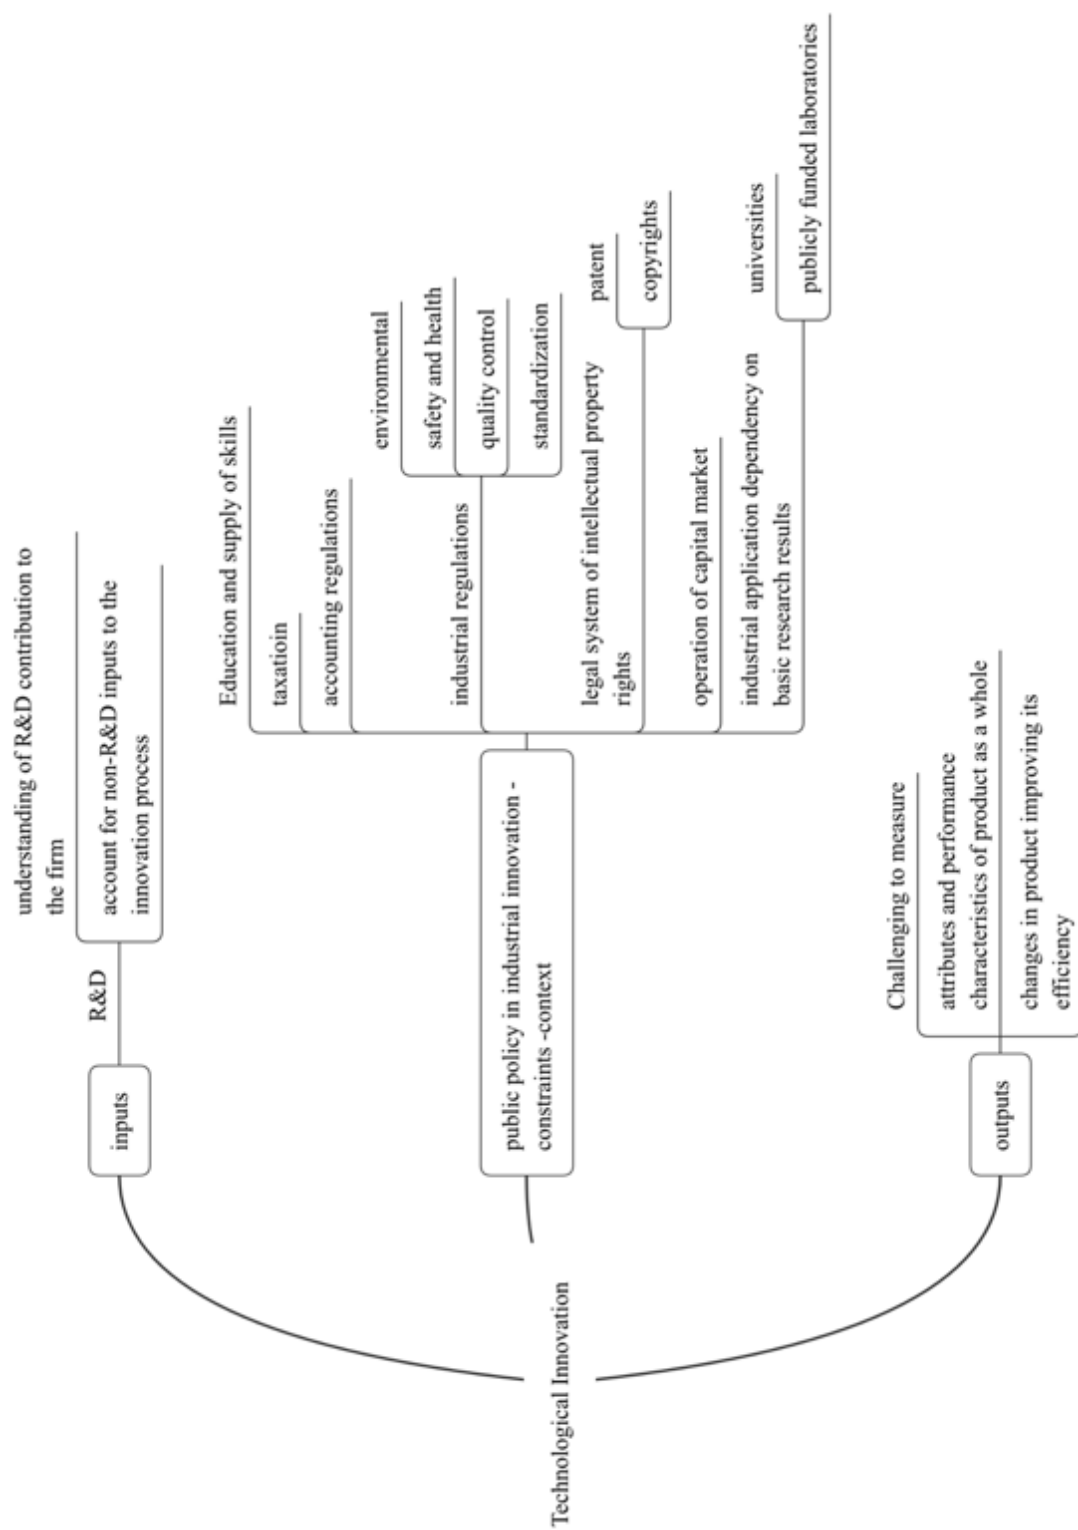 Technological Innovation
inputs
R&D
understanding of R&D contribution to
the firm
account for non-R&D inputs to the
innovation process
public policy in industrial innovation -
constraints -context
Education and supply of skills
taxatioin
accounting regulations
industrial regulations
environmental
safety and health
quality control
standardization
legal system of intellectual property
rights
patent
copyrights
operation of capital market
industrial application dependency on
basic research results
universities
publicly funded laboratories
outputs
Challenging to measure
attributes and performance
characteristics of product as a whole
changes in product improving its
efficiency